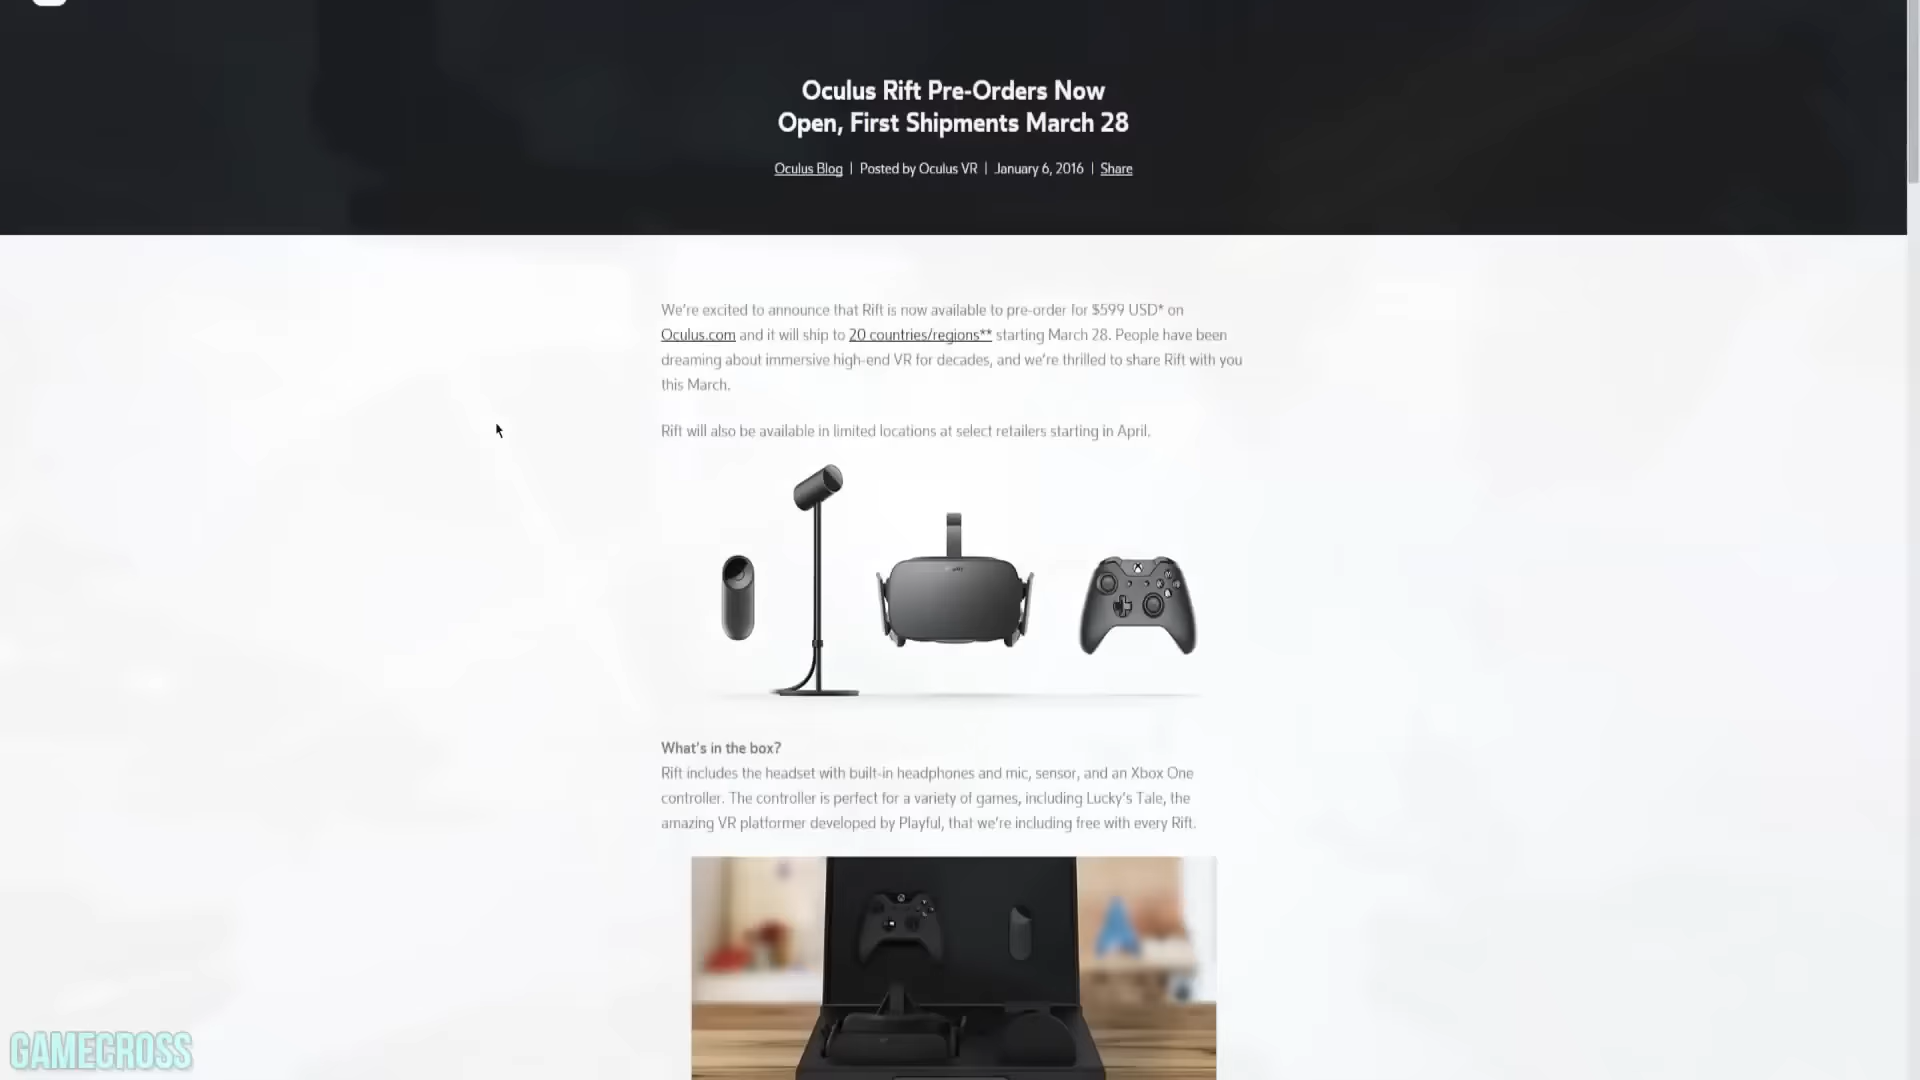 Oculus Rift Pre-Orders Now
Open, First Shipments March 28
Oculus Blog | Posted by Oculus VR | January 6, 2016 | Share
We're excited to announce that Rift is now available to pre-order for $599 USD* on
Oculus.com and it will ship to 20 countries/regions** starting March 28. People have been
dreaming about immersive high-end VR for decades, and we're thrilled to share Rift with you
this March.
Rift will also be available in limited locations at select retailers starting in April.
What's in the box?
Rift includes the headset with built-in headphones and mic, sensor, and an Xbox One
controller. The controller is perfect for a variety of games, including Lucky's Tale, the
amazing VR platformer developed by Playful, that we're including free with every Rift.
GAMECROSS